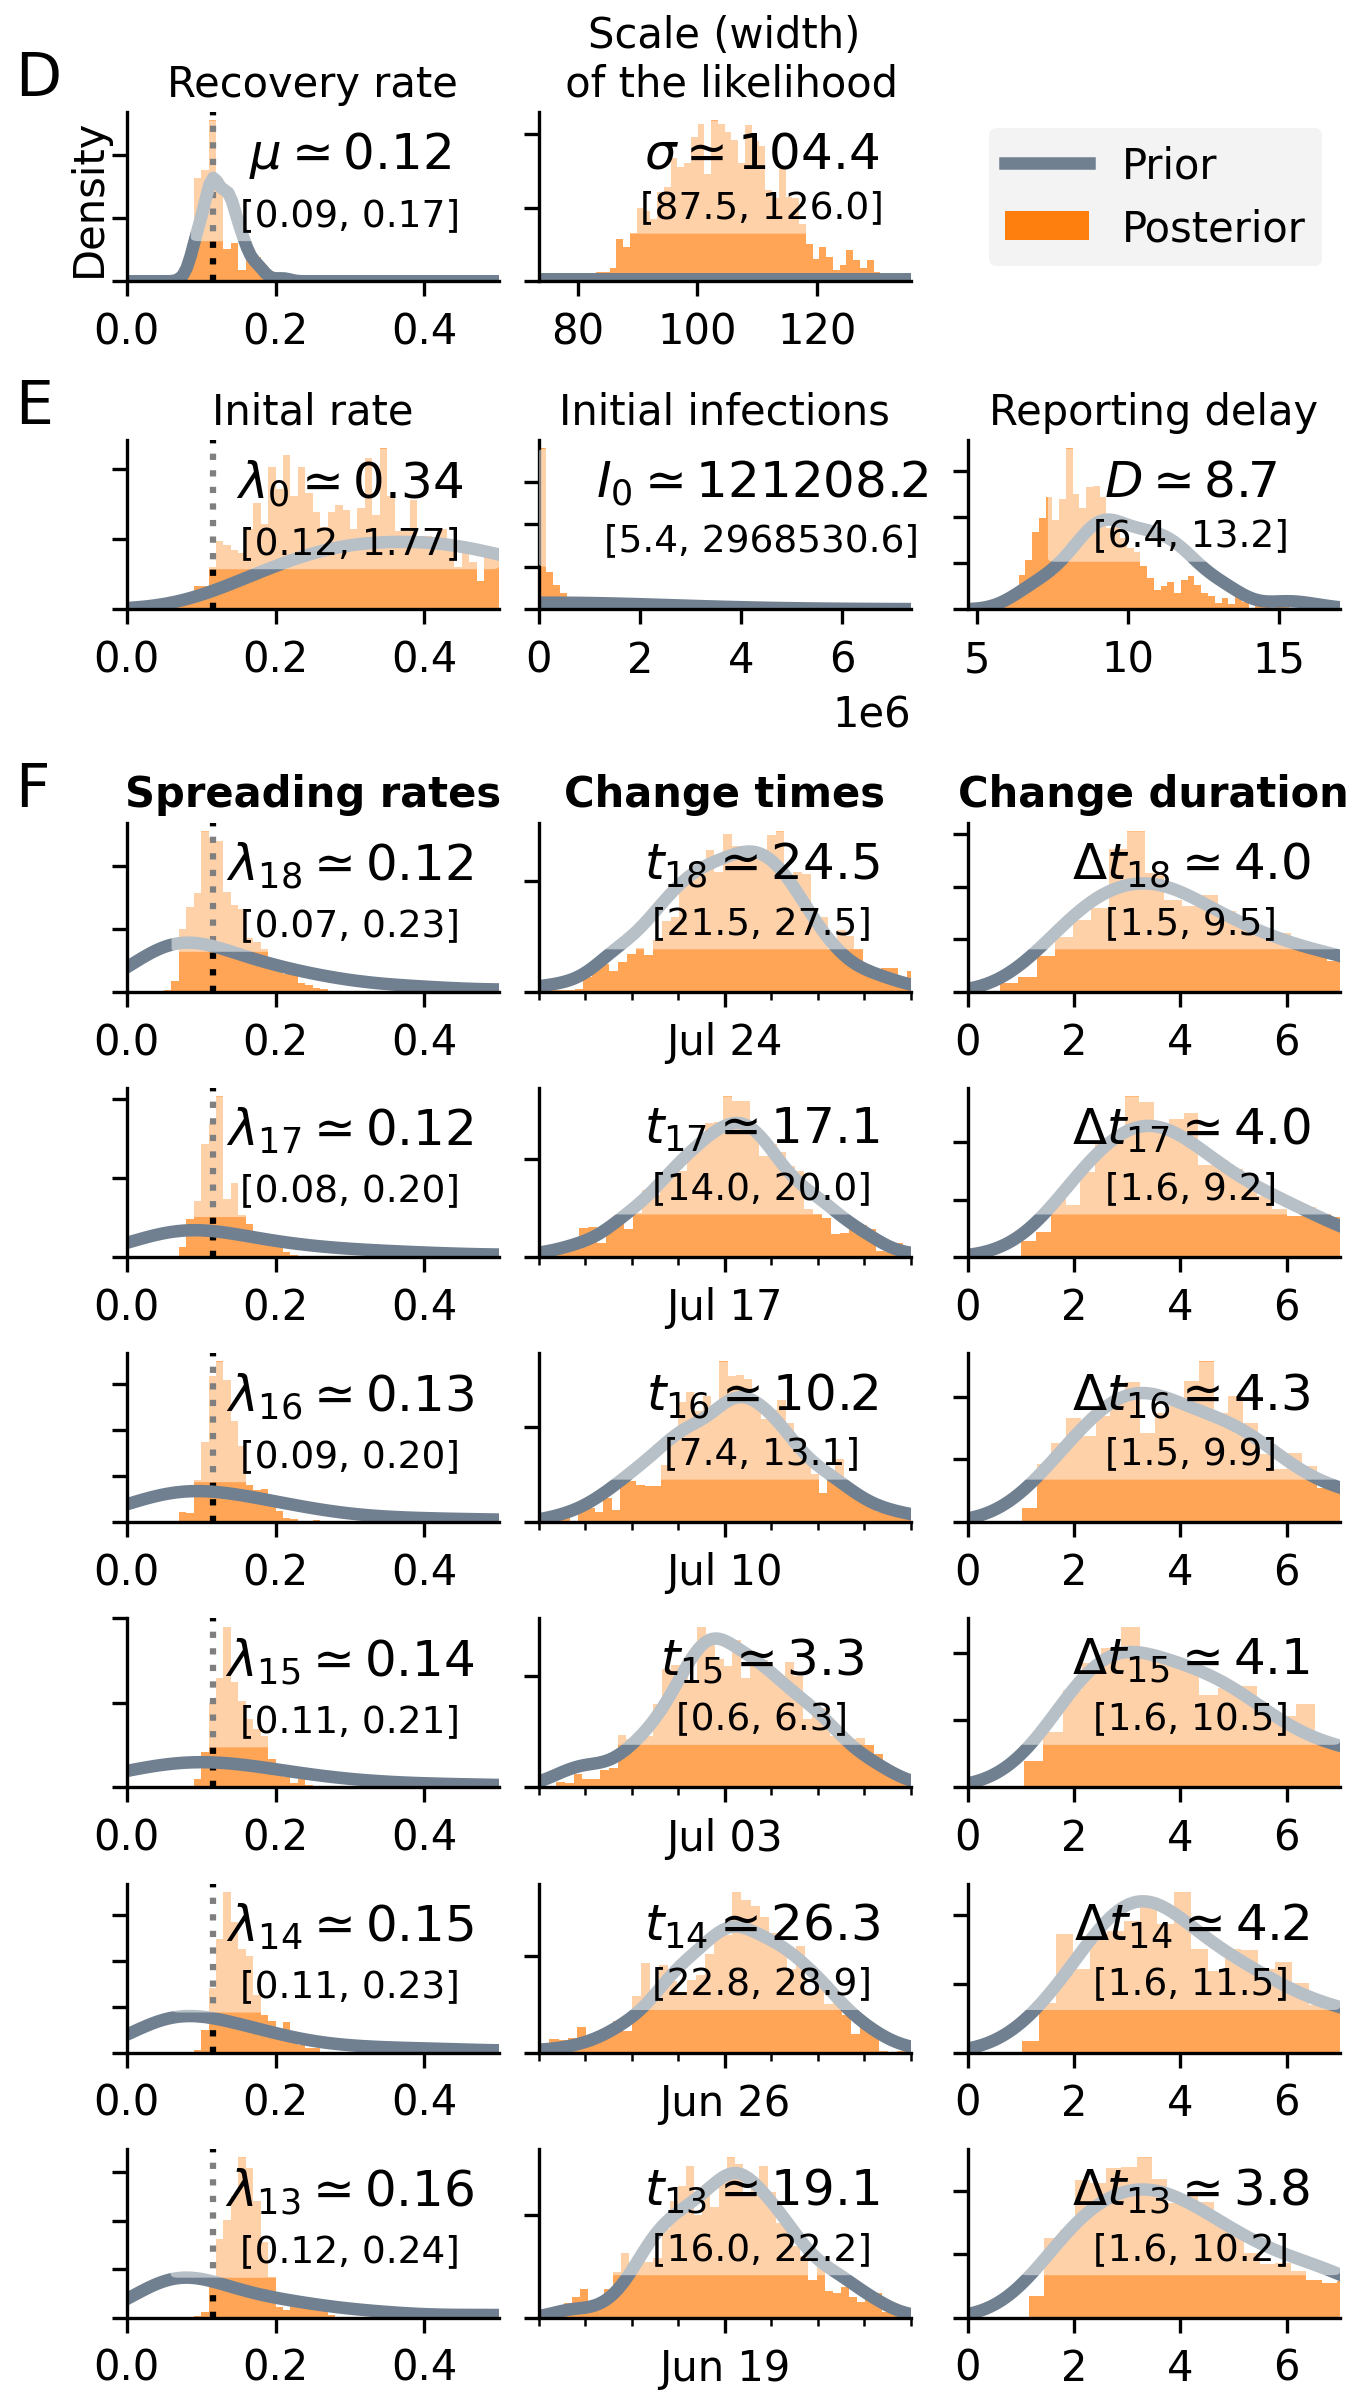 D
Recovery rate
Scale (width)
of the likelihood
Density
μ ≃ 0.12
[0.09, 0.17]
0.0 0.2 0.4
σ ≃ 104.4
[87.5, 126.0]
80 100 120
Prior
Posterior
E
Inital rate
λ0 ≃ 0.34
[0.12, 1.77]
0.0 0.2 0.4
Initial infections
I0 ≃ 121208.2
[5.4, 2968530.6]
0 2 4 6
1e6
Reporting delay
D ≃ 8.7
[6.4, 13.2]
5 10 15
F
Spreading rates
Change times
Change duration
λ18 ≃ 0.12
[0.07, 0.23]
0.0 0.2 0.4
t18 ≃ 24.5
[21.5, 27.5]
Jul 24
Δt18 ≃ 4.0
[1.5, 9.5]
0 2 4 6
λ17 ≃ 0.12
[0.08, 0.20]
0.0 0.2 0.4
t17 ≃ 17.1
[14.0, 20.0]
Jul 17
Δt17 ≃ 4.0
[1.6, 9.2]
0 2 4 6
λ16 ≃ 0.13
[0.09, 0.20]
0.0 0.2 0.4
t16 ≃ 10.2
[7.4, 13.1]
Jul 10
Δt16 ≃ 4.3
[1.5, 9.9]
0 2 4 6
λ15 ≃ 0.14
[0.11, 0.21]
0.0 0.2 0.4
t15 ≃ 3.3
[0.6, 6.3]
Jul 03
Δt15 ≃ 4.1
[1.6, 10.5]
0 2 4 6
λ14 ≃ 0.15
[0.11, 0.23]
0.0 0.2 0.4
t14 ≃ 26.3
[22.8, 28.9]
Jun 26
Δt14 ≃ 4.2
[1.6, 11.5]
0 2 4 6
λ13 ≃ 0.16
[0.12, 0.24]
0.0 0.2 0.4
t13 ≃ 19.1
[16.0, 22.2]
Jun 19
Δt13 ≃ 3.8
[1.6, 10.2]
0 2 4 6